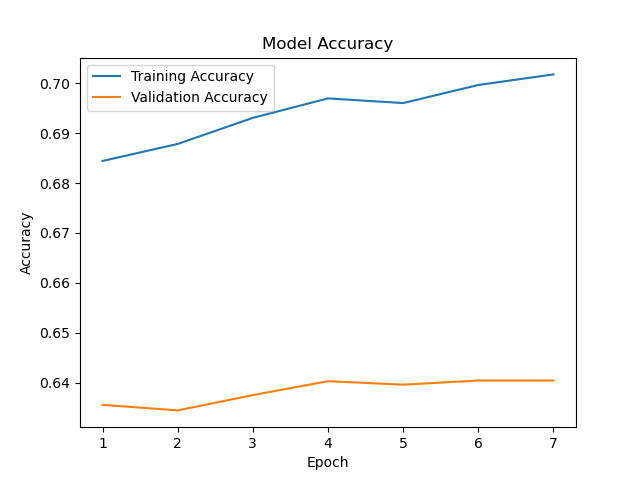 Model Accuracy
Training Accuracy
Validation Accuracy
0.70
0.69
0.68
0.67
0.66
0.65
0.64
Accuracy
1 2 3 4 5 6 7
Epoch